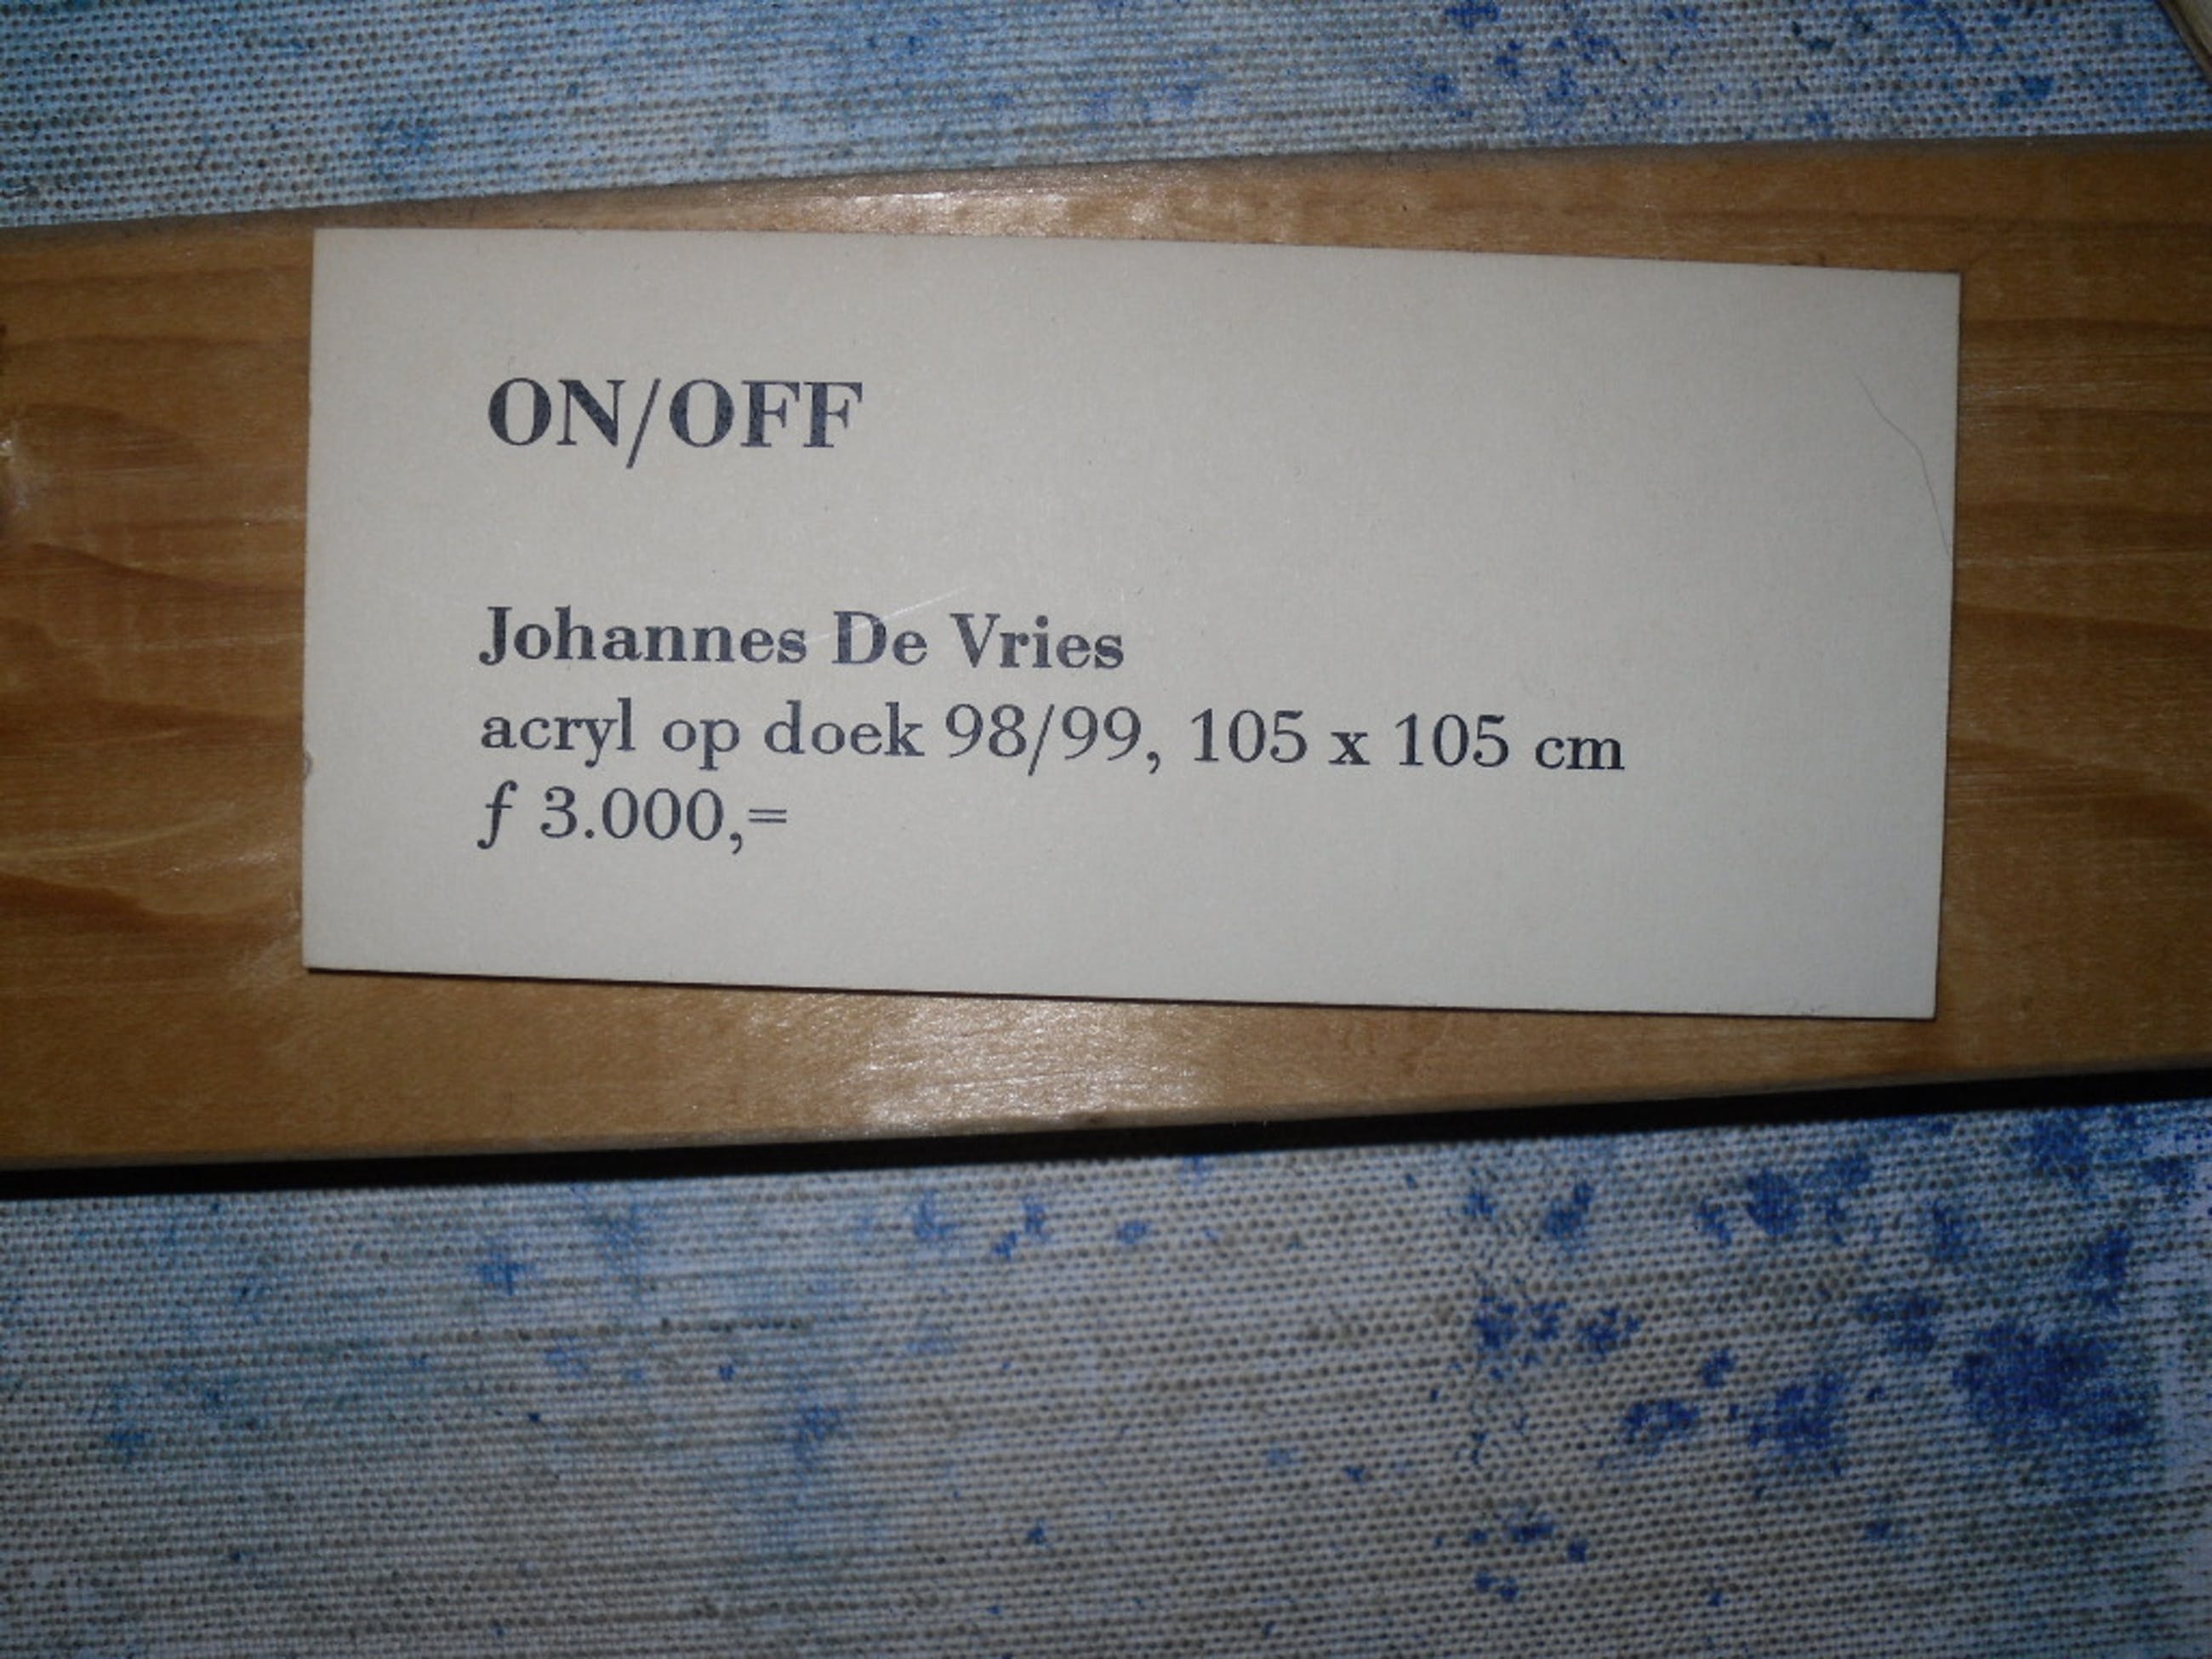 ON/OFF
Johannes De Vries
acryl op doek 98/99, 105 x 105 cm
ƒ 3.000,=